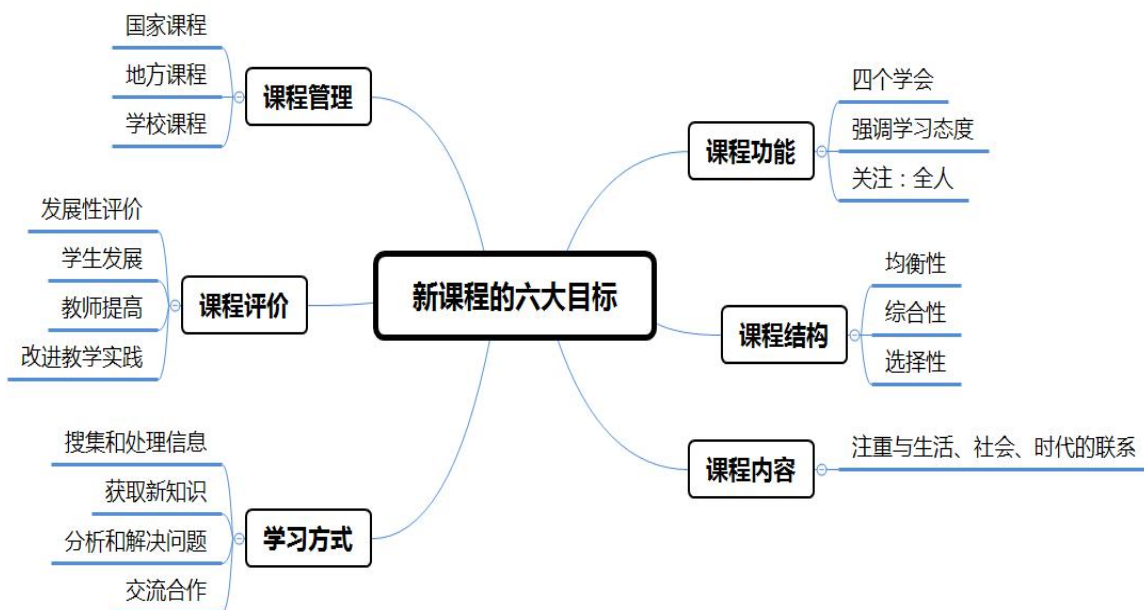 新课程的六大目标
课程功能
四个学会
强调学习态度
关注：全人
课程结构
均衡性
综合性
选择性
课程内容
注重与生活、社会、时代的联系
课程管理
国家课程
地方课程
学校课程
课程评价
发展性评价
学生发展
教师提高
改进教学实践
学习方式
搜集和处理信息
获取新知识
分析和解决问题
交流合作